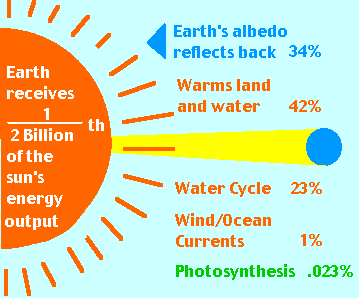 Earth
receives
1
2 Billion th
of the
sun's
energy
output
Earth's albedo
reflects back 34%
Warms land
and water 42%
Water Cycle 23%
Wind/Ocean
Currents 1%
Photosynthesis .023%